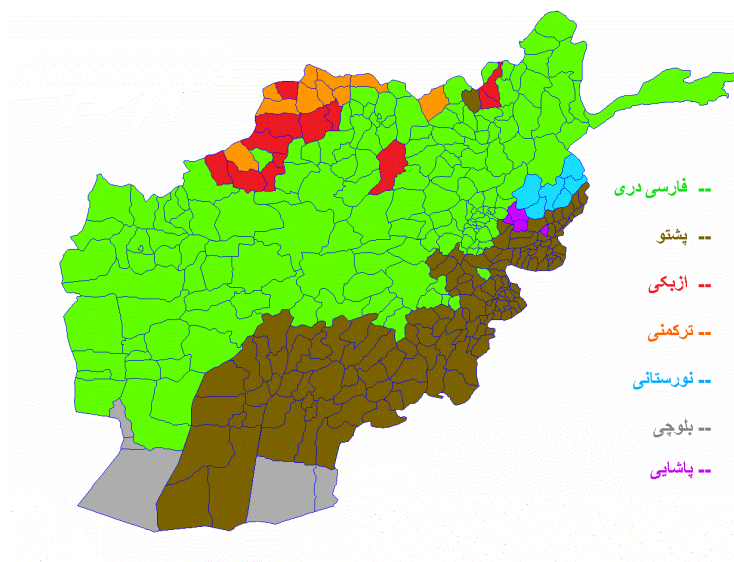 -- فارسی دری
-- پشتو
-- ازبکی
-- ترکمنی
-- نورستانی
-- بلوچی
-- پاشایی